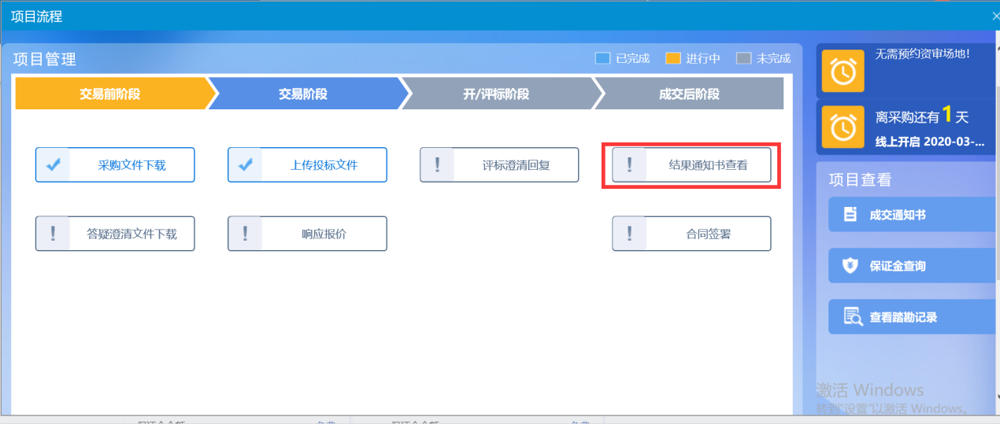 项目流程
项目管理
已完成 进行中 未完成
交易前阶段 交易阶段 开/评标阶段 成交后阶段
采购文件下载 上传投标文件 评标澄清回复 结果通知书查看
答疑澄清文件下载 响应报价 合同签署
无需预约资审场地!
离采购还有1天
线上开启 2020-03-...
项目查看
成交通知书
保证金查询
查看踏勘记录
激活 Windows
转到"设置"以激活 Windows。